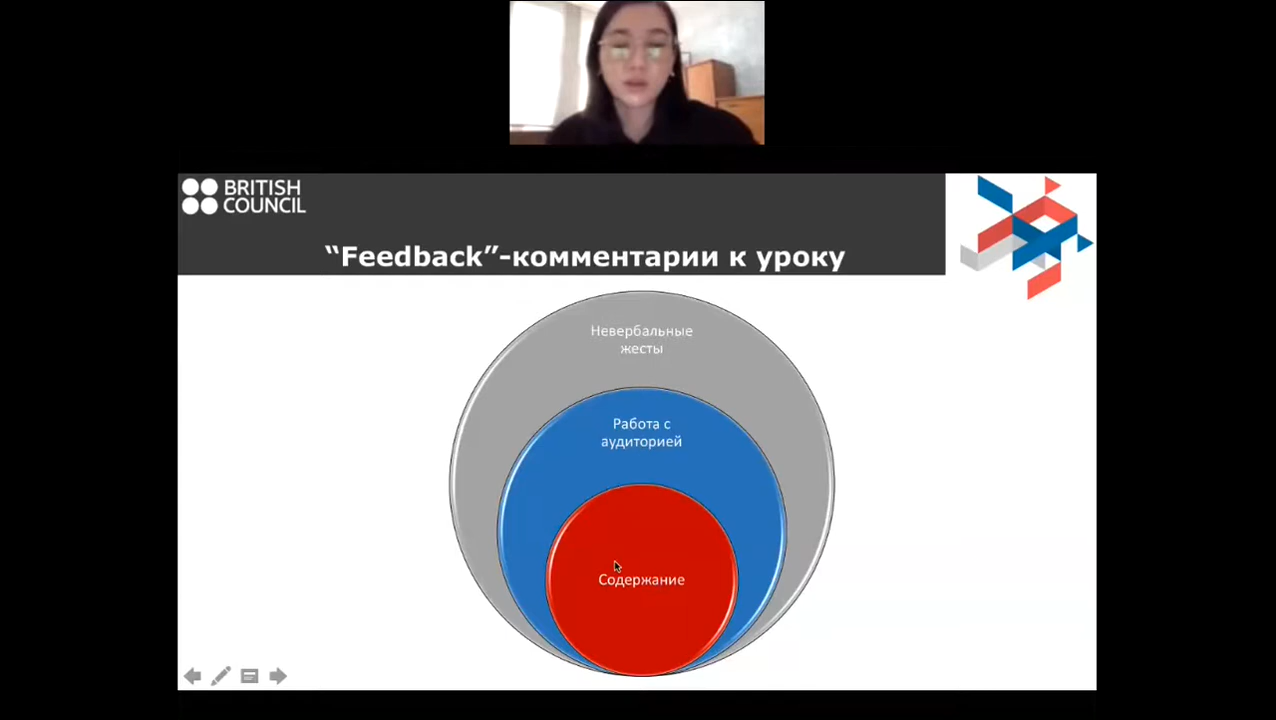 BRITISH
COUNCIL
“Feedback”-комментарии к уроку
Невербальные
жесты
Работа с
аудиторией
Содержание